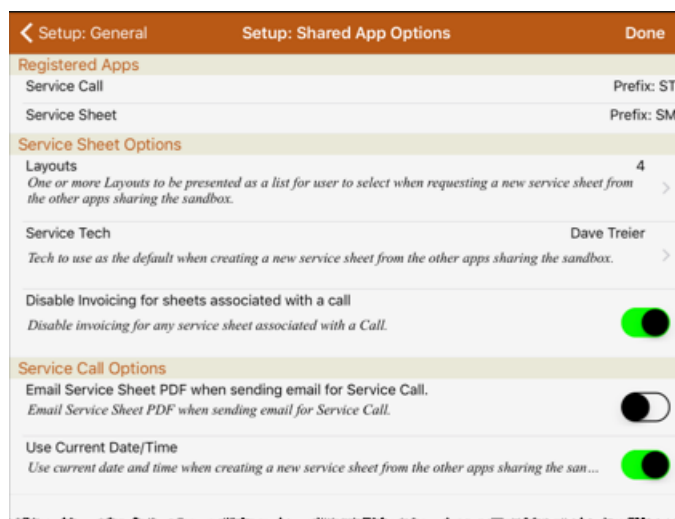 Setup: General Setup: Shared App Options Done
Registered Apps
Service Call Prefix: ST
Service Sheet Prefix: SM
Service Sheet Options
Layouts 4
One or more Layouts to be presented as a list for user to select when requesting a new service sheet from
the other apps sharing the sandbox.
Service Tech Dave Treier
Tech to use as the default when creating a new service sheet from the other apps sharing the sandbox.
Disable Invoicing for sheets associated with a call
Disable invoicing for any service sheet associated with a Call.
Service Call Options
Email Service Sheet PDF when sending email for Service Call.
Email Service Sheet PDF when sending email for Service Call.
Use Current Date/Time
Use current date and time when creating a new service sheet from the other apps sharing the san...